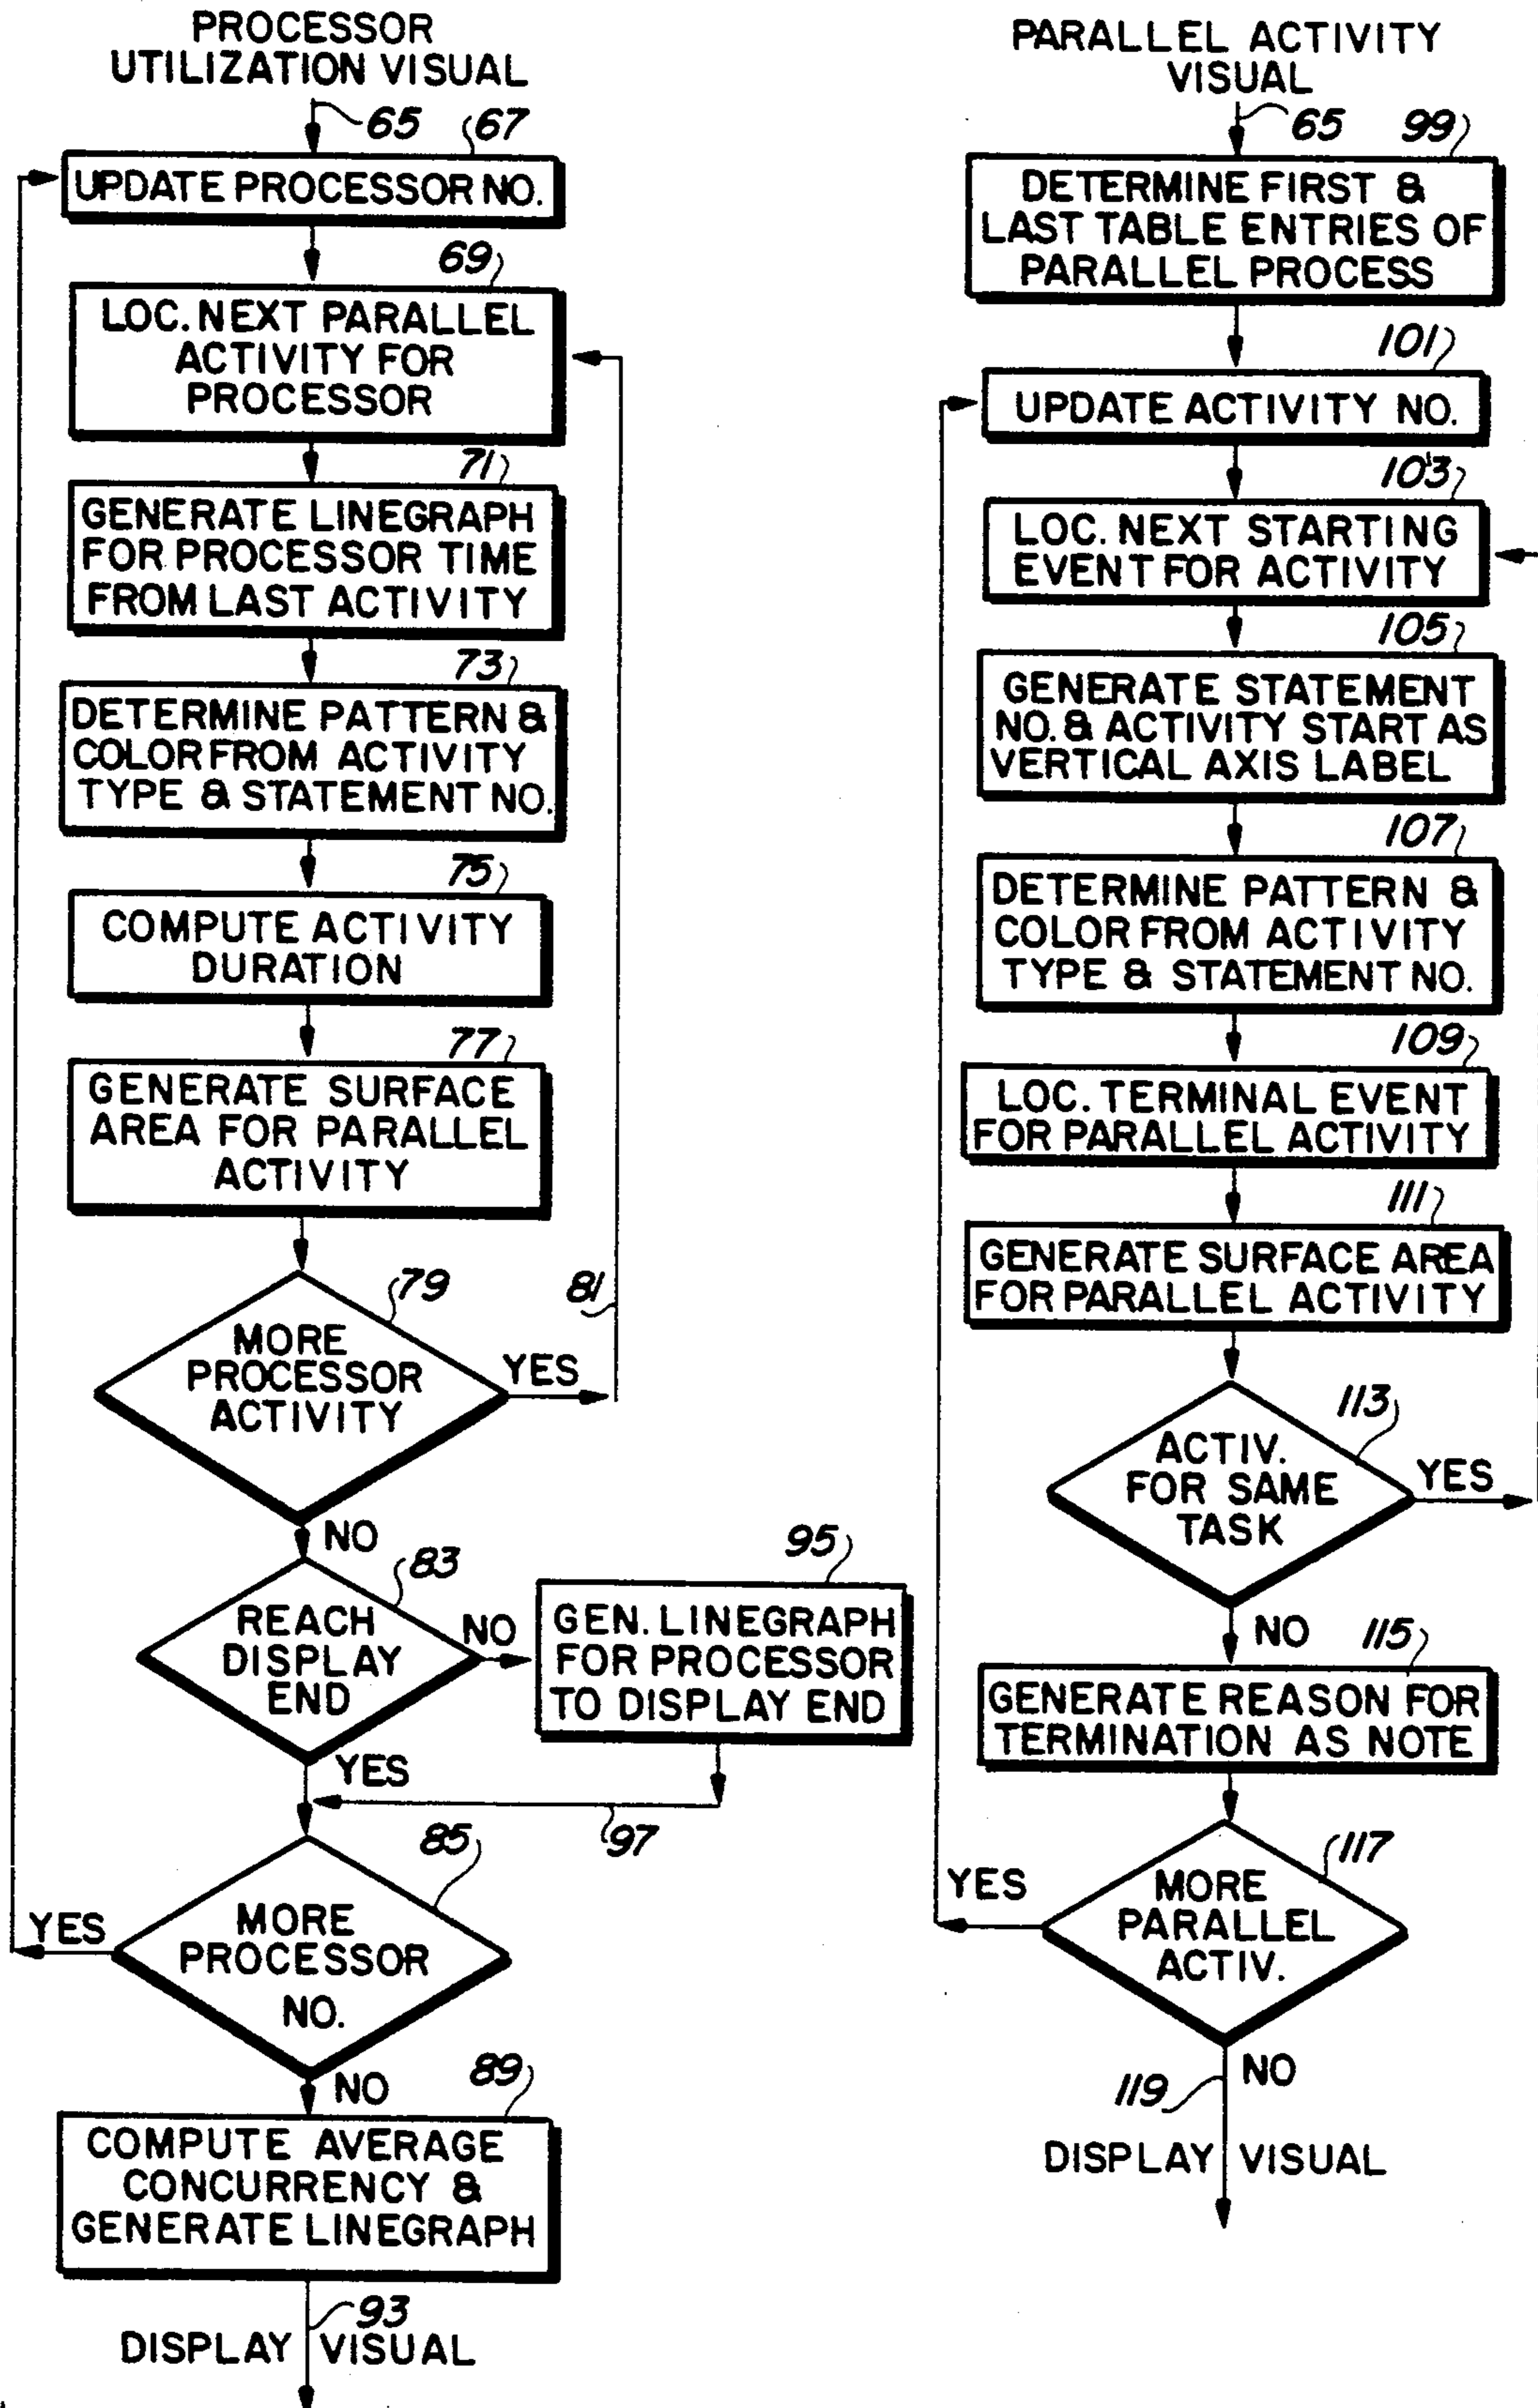 PROCESSOR
UTILIZATION VISUAL
65
67
UPDATE PROCESSOR NO.
69
LOC. NEXT PARALLEL
ACTIVITY FOR
PROCESSOR
71
GENERATE LINEGRAPH
FOR PROCESSOR TIME
FROM LAST ACTIVITY
73
DETERMINE PATTERN &
COLOR FROM ACTIVITY
TYPE & STATEMENT NO.
75
COMPUTE ACTIVITY
DURATION
77
GENERATE SURFACE
AREA FOR PARALLEL
ACTIVITY
79
81
MORE
PROCESSOR
ACTIVITY
YES
NO
83
REACH
DISPLAY
END
NO
95
GEN. LINEGRAPH
FOR PROCESSOR
TO DISPLAY END
YES
97
85
MORE
PROCESSOR
NO.
YES
NO
89
COMPUTE AVERAGE
CONCURRENCY &
GENERATE LINEGRAPH
93
DISPLAY VISUAL
PARALLEL ACTIVITY
VISUAL
65
99
DETERMINE FIRST &
LAST TABLE ENTRIES OF
PARALLEL PROCESS
101
UPDATE ACTIVITY NO.
103
LOC. NEXT STARTING
EVENT FOR ACTIVITY
105
GENERATE STATEMENT
NO. & ACTIVITY START AS
VERTICAL AXIS LABEL
107
DETERMINE PATTERN &
COLOR FROM ACTIVITY
TYPE & STATEMENT NO.
109
LOC. TERMINAL EVENT
FOR PARALLEL ACTIVITY
111
GENERATE SURFACE AREA
FOR PARALLEL ACTIVITY
113
ACTIV.
FOR SAME
TASK
YES
NO
115
GENERATE REASON FOR
TERMINATION AS NOTE
117
YES
MORE
PARALLEL
ACTIV.
NO
119
DISPLAY VISUAL